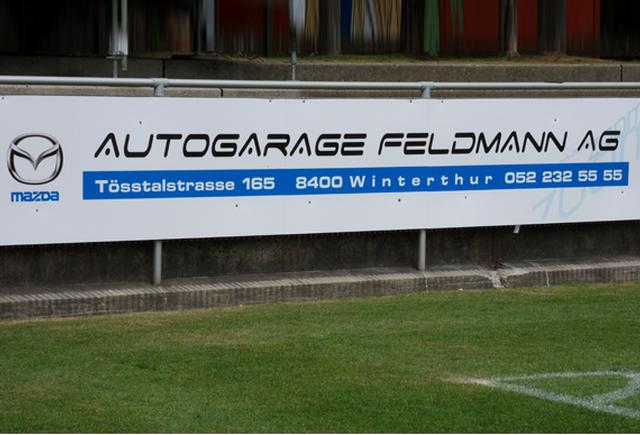 AUTOGARAGE FELDMANN AG
mazda
Tösstalstrasse 165 8400 Winterthur 052 232 55 55